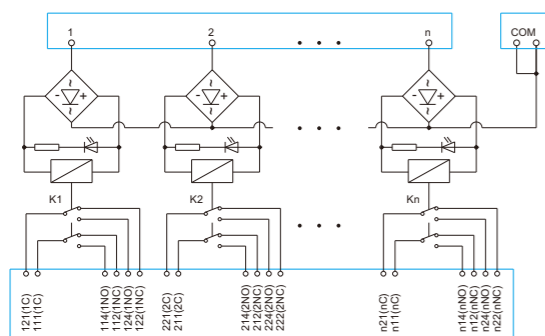 1 2 n COM
~ ~ ~
- + - + - +
~ ~ ~
K1 K2 Kn
121(1C)
111(1C)
114(1NO)
112(1NC)
124(1NO)
122(1NC)
221(2C)
211(2C)
214(2NO)
212(2NC)
224(2NO)
222(2NC)
n21(nC)
n11(nC)
n14(nNO)
n12(nNC)
n24(nNO)
n22(nNC)